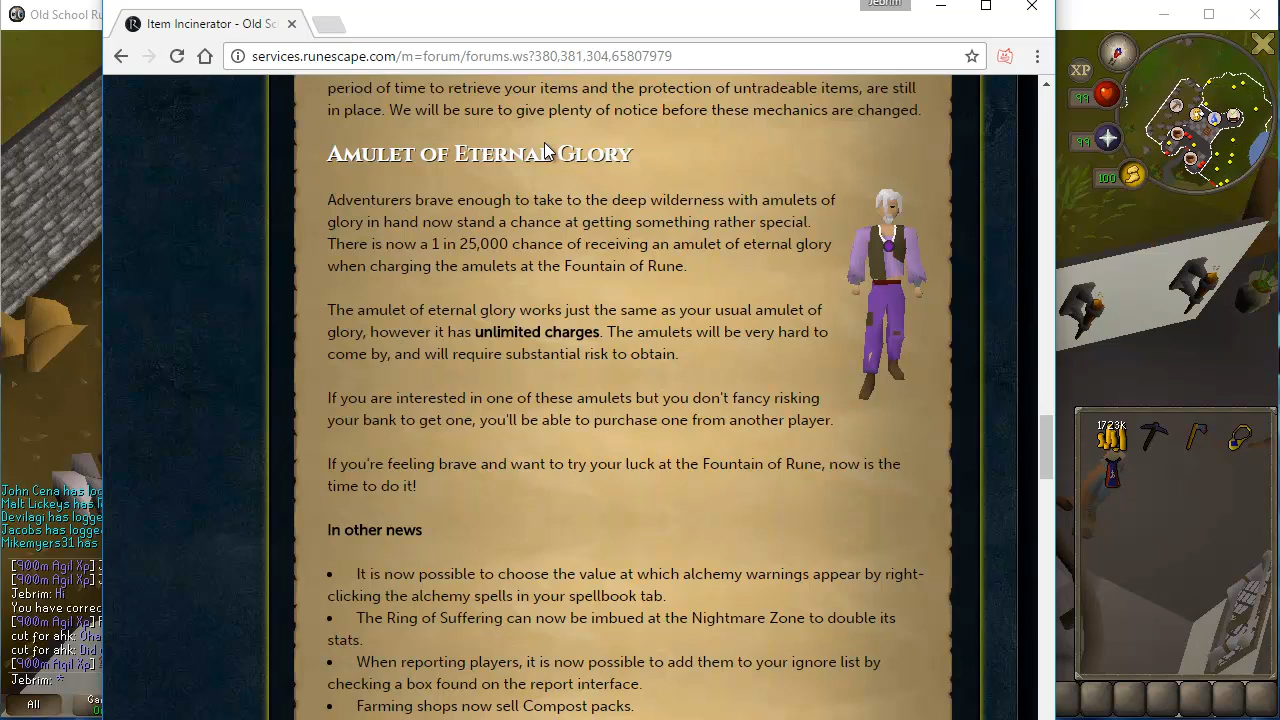 Old School Ru
Item Incinerator - Old Sc
Jebrim
services.runescape.com/m=forum/forums.ws?380,381,304,65807979
period of time to retrieve your items and the protection of untradeable items, are still
in place. We will be sure to give plenty of notice before these mechanics are changed.
Amulet of Eternal Glory
Adventurers brave enough to take to the deep wilderness with amulets of
glory in hand now stand a chance at getting something rather special.
There is now a 1 in 25,000 chance of receiving an amulet of eternal glory
when charging the amulets at the Fountain of Rune.
The amulet of eternal glory works just the same as your usual amulet of
glory, however it has unlimited charges. The amulets will be very hard to
come by, and will require substantial risk to obtain.
If you are interested in one of these amulets but you don't fancy risking
your bank to get one, you'll be able to purchase one from another player.
If you're feeling brave and want to try your luck at the Fountain of Rune, now is the
time to do it!
In other news
• It is now possible to choose the value at which alchemy warnings appear by right-
clicking the alchemy spells in your spellbook tab.
• The Ring of Suffering can now be imbued at the Nightmare Zone to double its
stats.
• When reporting players, it is now possible to add them to your ignore list by
checking a box found on the report interface.
• Farming shops now sell Compost packs.
John Cena has lo
Malt Lickeys has l
Devilagi has logged
Jacobs has logged
Mikemyers31 has
[900m Agil Xp]
[900m Agil Xp]
Jebrim: Hi
You have correc
[900m Agil Xp]
cut for ahk: Oha
cut for ahk: Did
[900m Agil Xp]
Jebrim: *
All
Ga
XP
99
99
100
1723K